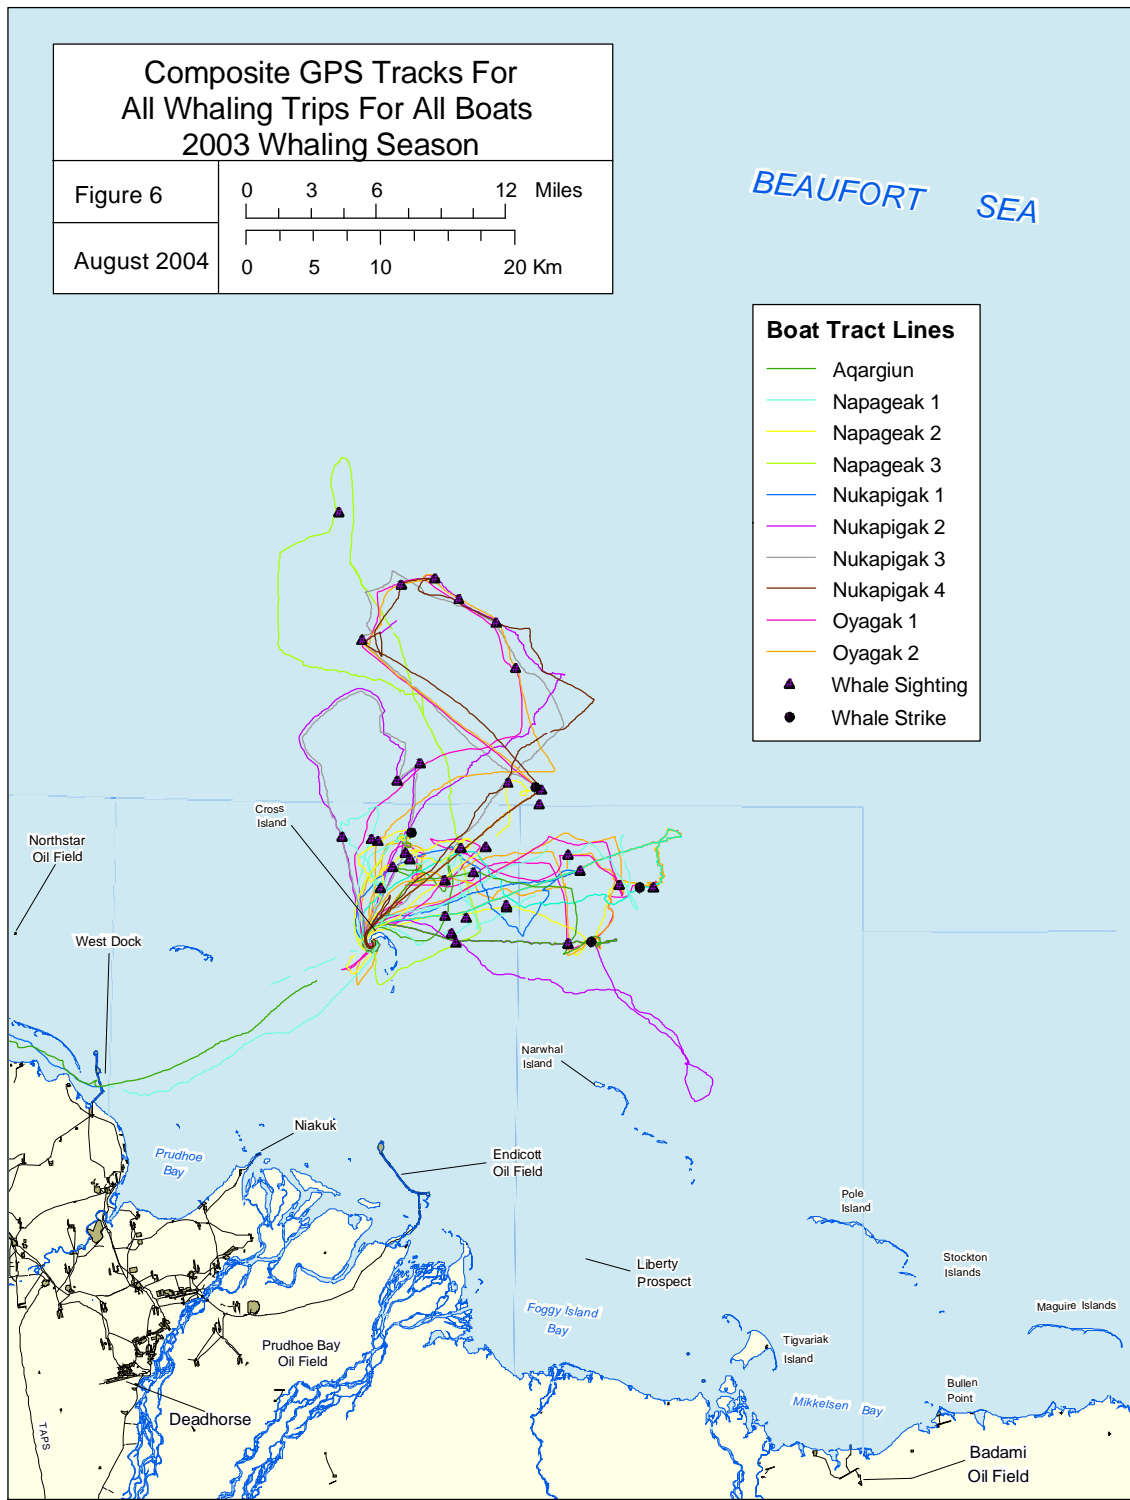 Composite GPS Tracks For
All Whaling Trips For All Boats
2003 Whaling Season
Figure 6
August 2004
0 3 6 12 Miles
0 5 10 20 Km
BEAUFORT SEA
Boat Tract Lines
Aqargiun
Napageak 1
Napageak 2
Napageak 3
Nukapigak 1
Nukapigak 2
Nukapigak 3
Nukapigak 4
Oyagak 1
Oyagak 2
Whale Sighting
Whale Strike
Cross
Island
Northstar
Oil Field
West Dock
Narwhal
Island
Niakuk
Prudhoe
Bay
Endicott
Oil Field
Pole
Island
Liberty
Prospect
Stockton
Islands
Foggy Island
Bay
Maguire Islands
Prudhoe Bay
Oil Field
Tigvariak
Island
Bullen
Point
Mikkelsen Bay
Deadhorse
TAPS
Badami
Oil Field